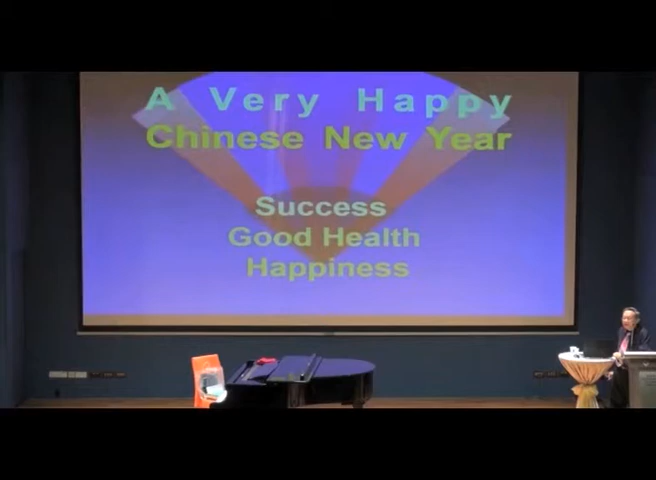 A Very Happy
Chinese New Year
Success
Good Health
Happiness